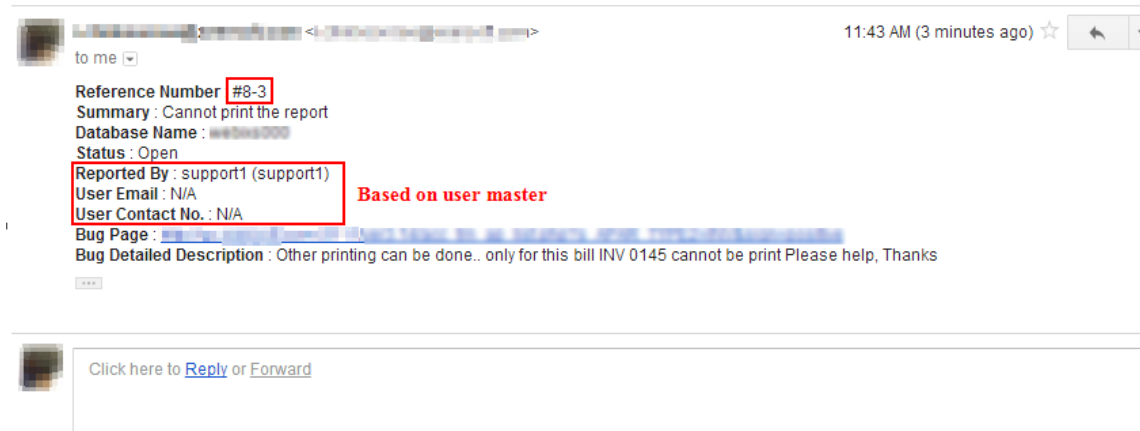 11:43 AM (3 minutes ago)
to me
Reference Number #8-3
Summary : Cannot print the report
Database Name :
Status : Open
Reported By : support1 (support1)
User Email : N/A
Based on user master
User Contact No. : N/A
Bug Page :
Bug Detailed Description : Other printing can be done.. only for this bill INV 0145 cannot be print Please help, Thanks
Click here to Reply or Forward